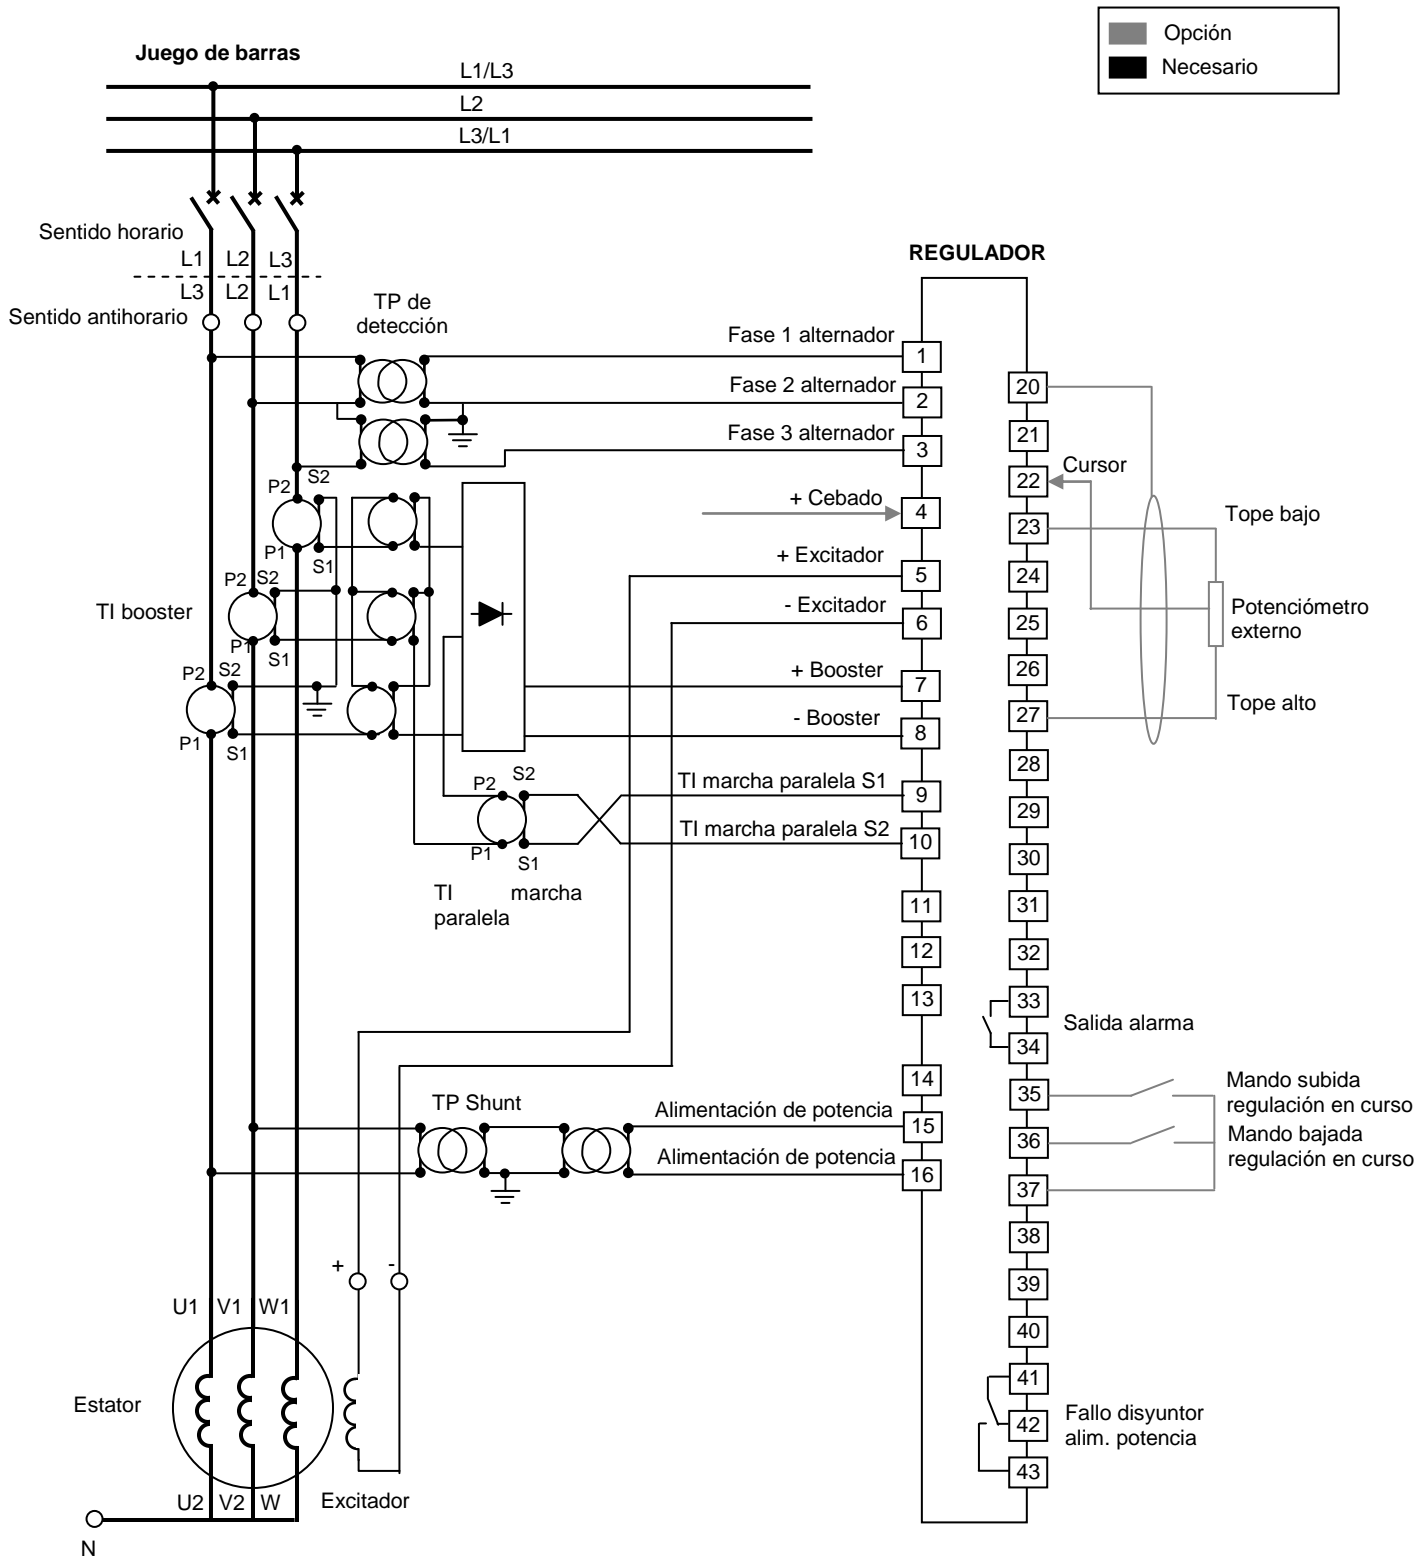 Opción
Necesario
Juego de barras
L1/L3
L2
L3/L1
Sentido horario
L1 L2 L3
L3 L2 L1
Sentido antihorario
TP de
detección
REGULADOR
Fase 1 alternador
1
Fase 2 alternador
2
Fase 3 alternador
3
+ Cebado
4
+ Excitador
5
- Excitador
6
+ Booster
7
- Booster
8
TI marcha paralela S1
9
TI marcha paralela S2
10
11
12
13
14
Alimentación de potencia
15
Alimentación de potencia
16
P2 S2
P1 S1
TI booster
P2 S2
P1 S1
P2 S2
P1 S1
P2 S2
P1 S1
TI marcha
paralela
TP Shunt
20
21
22
Cursor
23
Tope bajo
24
25
Potenciómetro
externo
26
27
Tope alto
28
29
30
31
32
33
Salida alarma
34
35
Mando subida
regulación en curso
36
Mando bajada
regulación en curso
37
38
39
40
41
42
Fallo disyuntor
alim. potencia
43
+ -
U1 V1 W1
Estator
U2 V2 W
Excitador
N